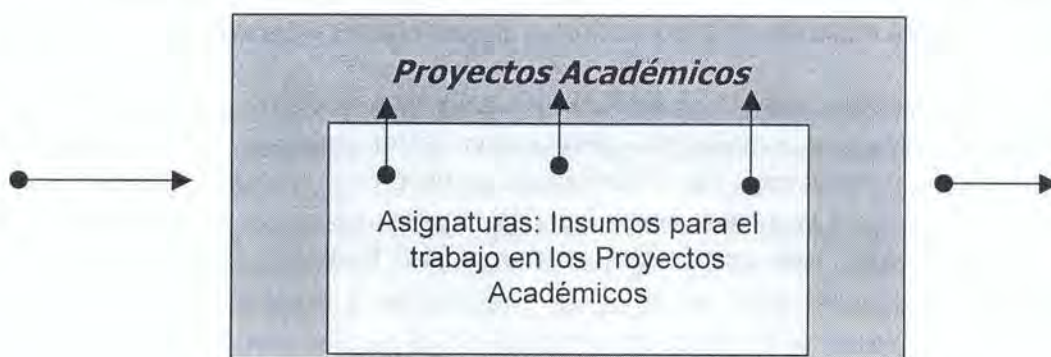 Proyectos Académicos
Asignaturas: Insumos para el
trabajo en los Proyectos
Académicos